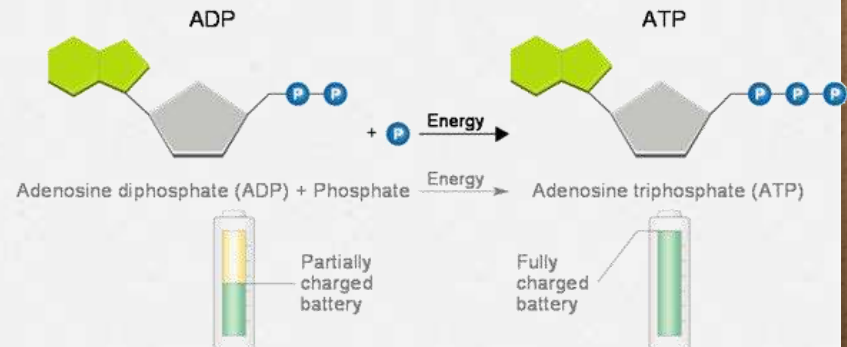 ADP
ATP
P P
P P P
+ P Energy
Adenosine diphosphate (ADP) + Phosphate Energy Adenosine triphosphate (ATP)
Partially
charged
battery
Fully
charged
battery